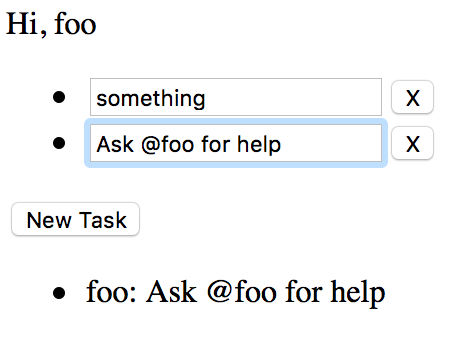 Hi, foo
something X
Ask @foo for help X
New Task
foo: Ask @foo for help